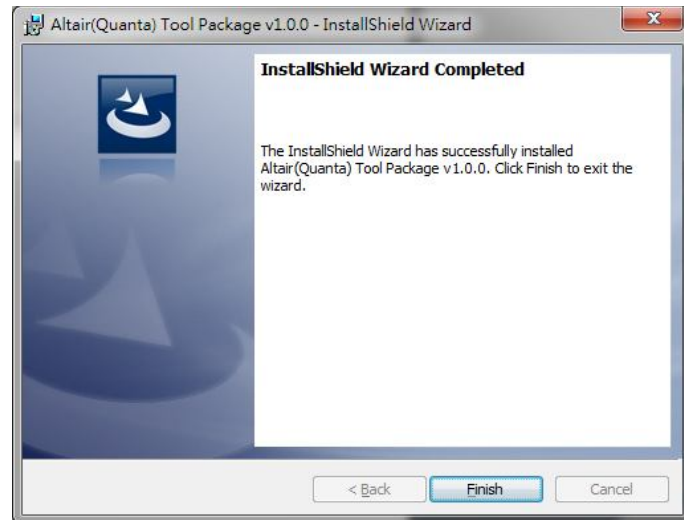 Altair(Quanta) Tool Package v1.0.0 - InstallShield Wizard
InstallShield Wizard Completed
The InstallShield Wizard has successfully installed
Altair(Quanta) Tool Package v1.0.0. Click Finish to exit the
wizard.
< Back
Finish
Cancel